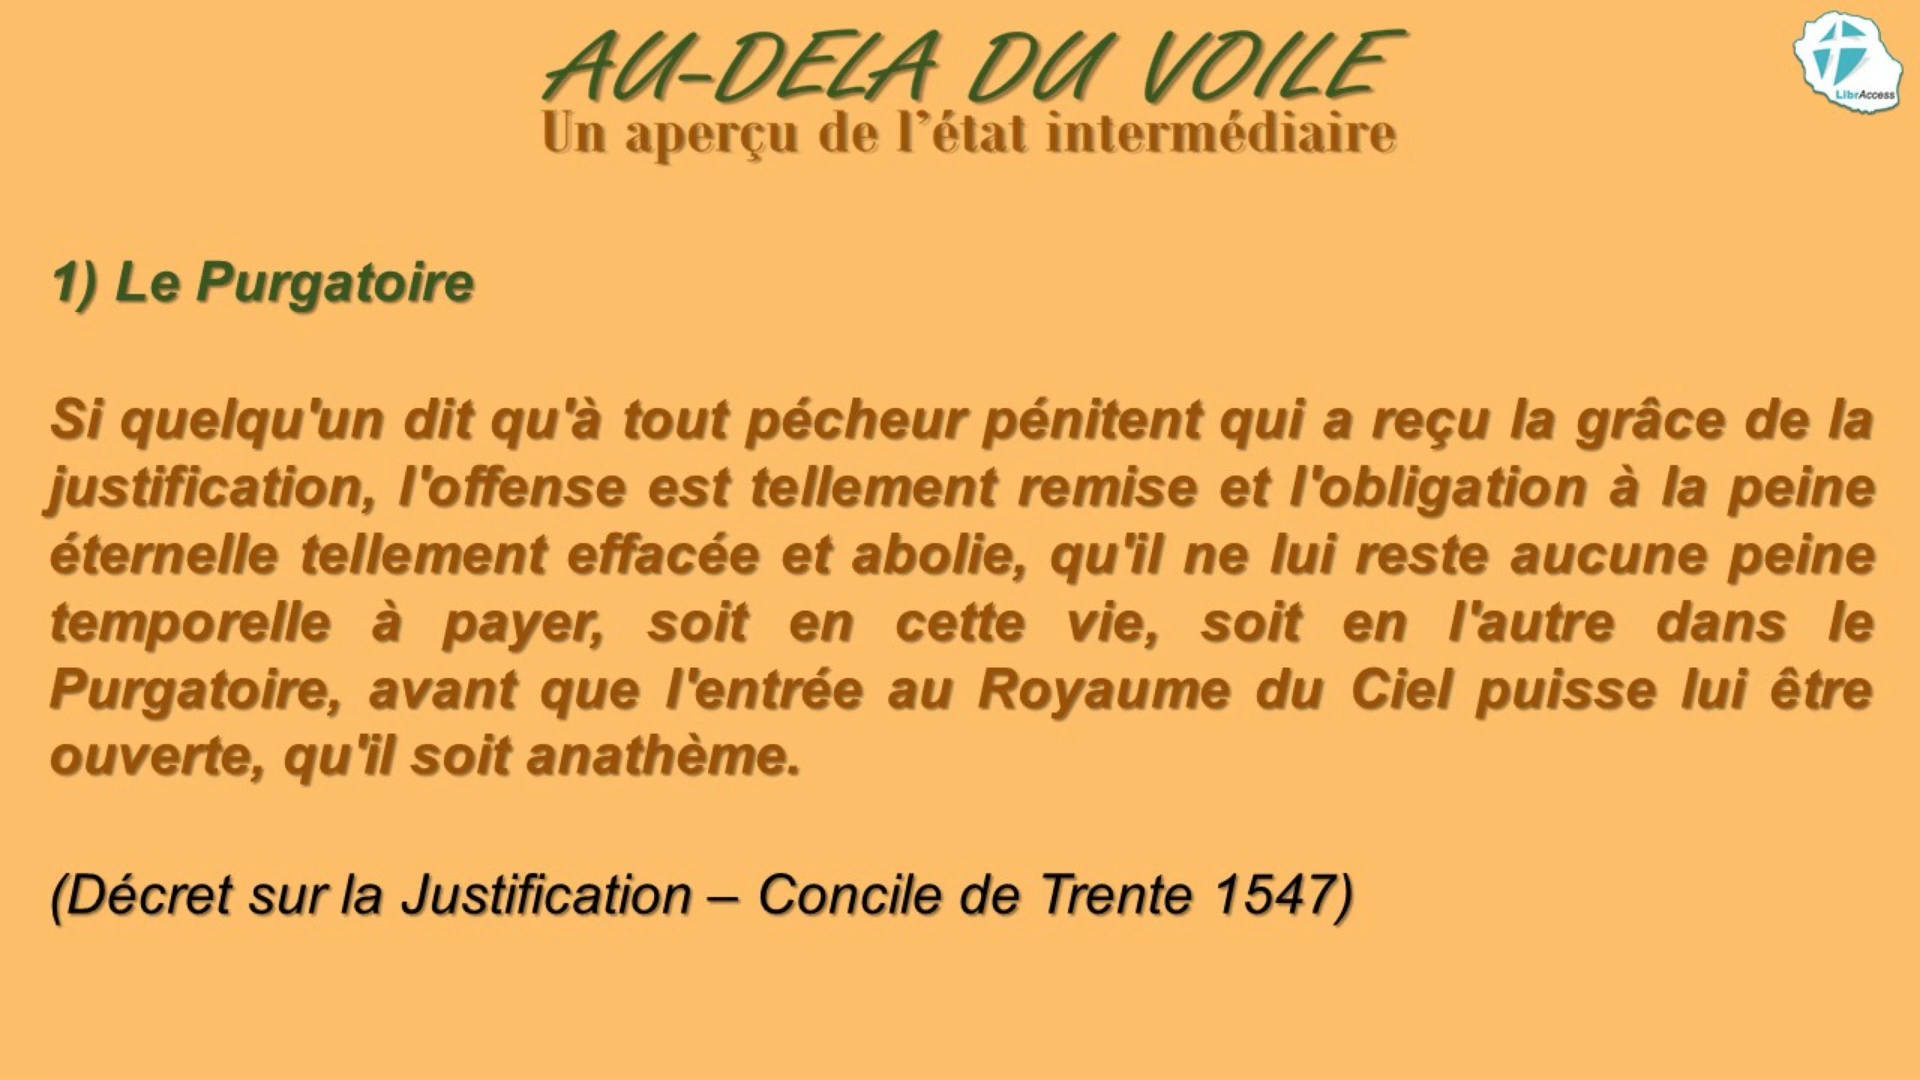 AU-DELA DU VOILE
Un aperçu de l’état intermédiaire
LibrAccess
1) Le Purgatoire
Si quelqu'un dit qu'à tout pécheur pénitent qui a reçu la grâce de la
justification, l'offense est tellement remise et l'obligation à la peine
éternelle tellement effacée et abolie, qu'il ne lui reste aucune peine
temporelle à payer, soit en cette vie, soit en l'autre dans le
Purgatoire, avant que l'entrée au Royaume du Ciel puisse lui être
ouverte, qu'il soit anathème.
(Décret sur la Justification – Concile de Trente 1547)